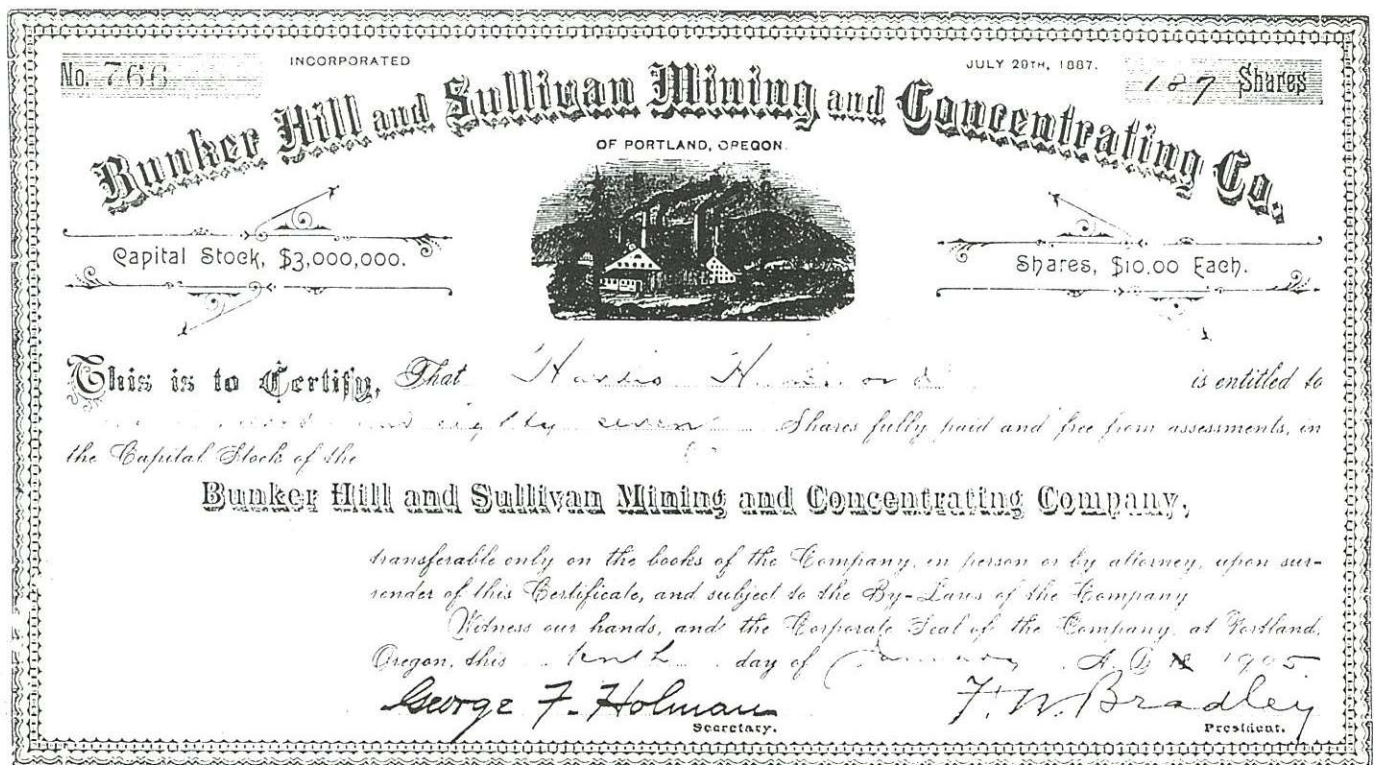 No. 766
INCORPORATED
JULY 29TH, 1887.
187 Shares
Bunker Hill and Sullivan Mining and Concentrating Co.
OF PORTLAND, OREGON.
Capital Stock, $3,000,000.
Shares, $10.00 Each.
This is to Certify, That is entitled to
eighty seven Shares fully paid and free from assessments, in
the Capital Stock of the
Bunker Hill and Sullivan Mining and Concentrating Company,
transferable only on the books of the Company, in person or by attorney, upon sur-
render of this Certificate, and subject to the By-Laws of the Company
Witness our hands, and the Corporate Seal of the Company, at Portland,
Oregon, this tenth day of January A.D. 1905
George F. Holman
Secretary.
F. W. Bradley
President.